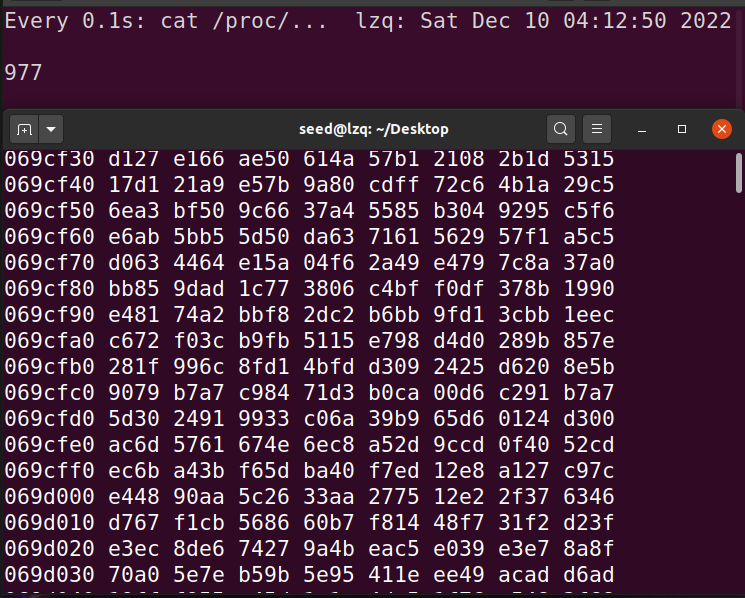 Every 0.1s: cat /proc/...  lzq: Sat Dec 10 04:12:50 2022
977
seed@lzq: ~/Desktop
069cf30 d127 e166 ae50 614a 57b1 2108 2b1d 5315
069cf40 17d1 21a9 e57b 9a80 cdff 72c6 4b1a 29c5
069cf50 6ea3 bf50 9c66 37a4 5585 b304 9295 c5f6
069cf60 e6ab 5bb5 5d50 da63 7161 5629 57f1 a5c5
069cf70 d063 4464 e15a 04f6 2a49 e479 7c8a 37a0
069cf80 bb85 9dad 1c77 3806 c4bf f0df 378b 1990
069cf90 e481 74a2 bbf8 2dc2 b6bb 9fd1 3cbb 1eec
069cfa0 c672 f03c b9fb 5115 e798 d4d0 289b 857e
069cfb0 281f 996c 8fd1 4bfd d309 2425 d620 8e5b
069cfc0 9079 b7a7 c984 71d3 b0ca 00d6 c291 b7a7
069cfd0 5d30 2491 9933 c06a 39b9 65d6 0124 d300
069cfe0 ac6d 5761 674e 6ec8 a52d 9ccd 0f40 52cd
069cff0 ec6b a43b f65d ba40 f7ed 12e8 a127 c97c
069d000 e448 90aa 5c26 33aa 2775 12e2 2f37 6346
069d010 d767 f1cb 5686 60b7 f814 48f7 31f2 d23f
069d020 e3ec 8de6 7427 9a4b eac5 e039 e3e7 8a8f
069d030 70a0 5e7e b59b 5e95 411e ee49 acad d6ad